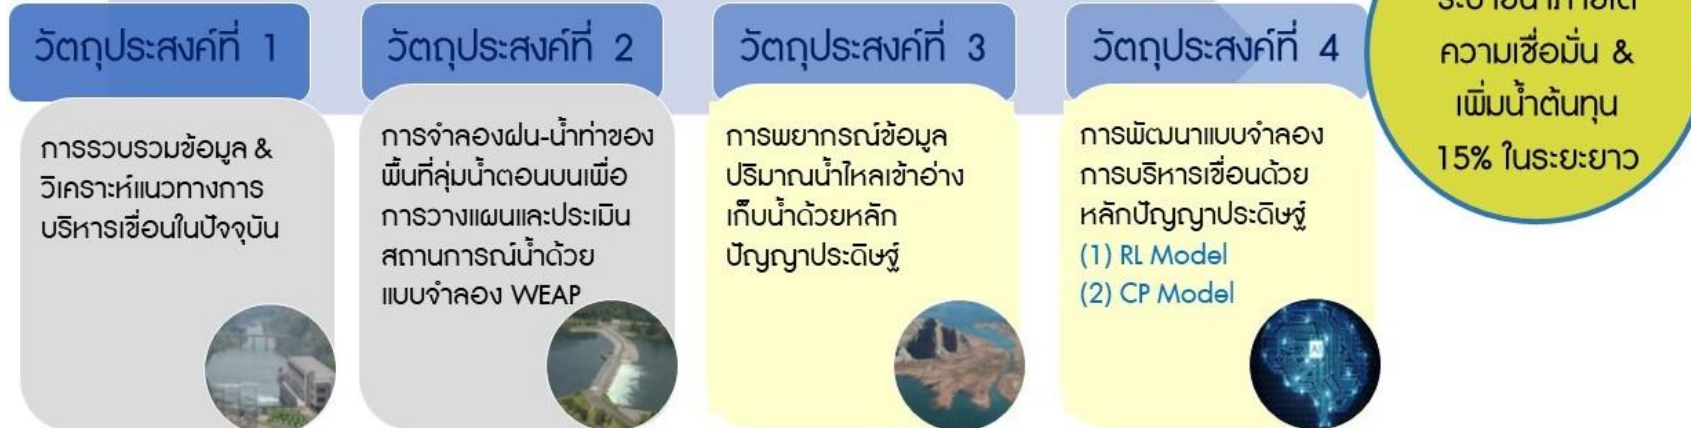 วัตถุประสงค์ที่ 1
การรวบรวมข้อมูล &
วิเคราะห์แนวทางการ
บริหารเขื่อนในปัจจุบัน
วัตถุประสงค์ที่ 2
การจำลองฝน-น้ำท่าของ
พื้นที่ลุ่มน้ำตอนบนเพื่อ
การวางแผนและประเมิน
สถานการณ์น้ำด้วย
แบบจำลอง WEAP
วัตถุประสงค์ที่ 3
การพยากรณ์ข้อมูล
ปริมาณน้ำไหลเข้าอ่าง
เก็บน้ำด้วยหลัก
ปัญญาประดิษฐ์
วัตถุประสงค์ที่ 4
การพัฒนาแบบจำลอง
การบริหารเขื่อนด้วย
หลักปัญญาประดิษฐ์
(1) RL Model
(2) CP Model
AI
ความเชื่อมั่น &
เพิ่มน้ำต้นทุน
15% ในระยะยาว